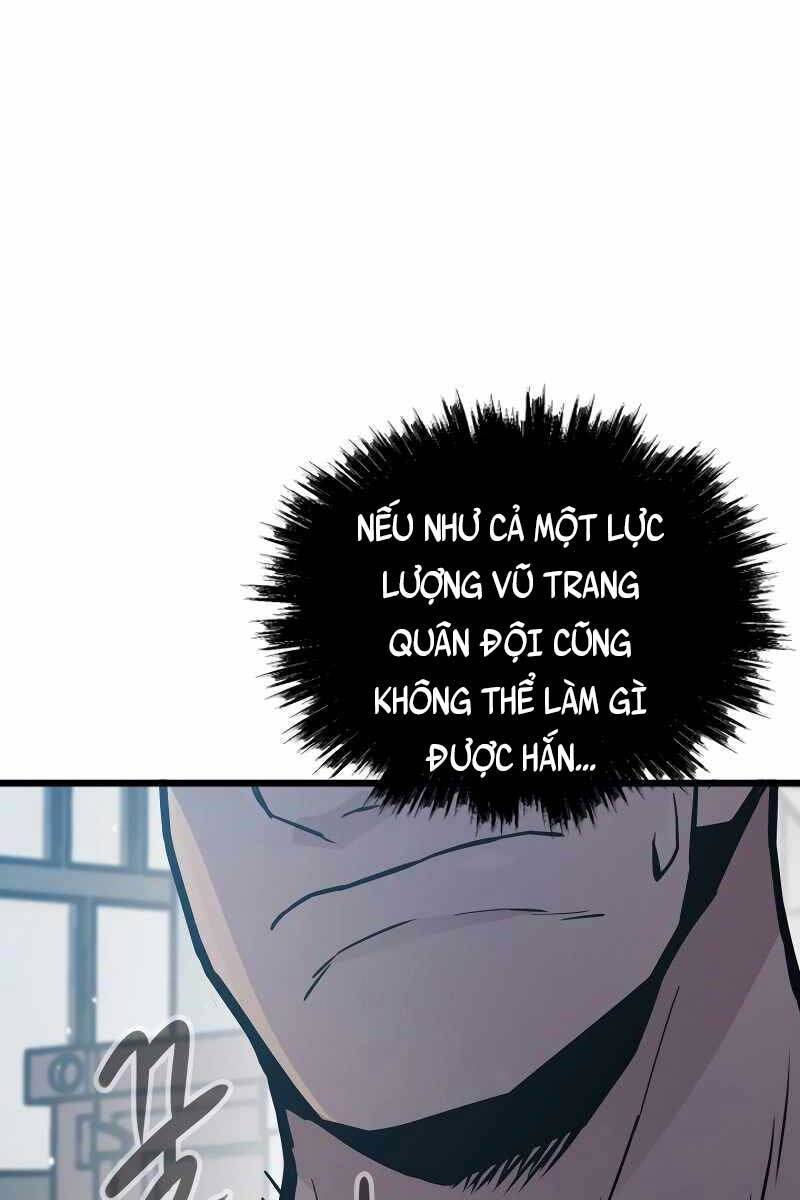 NẾU NHƯ CẢ MỘT LỰC
LƯỢNG VŨ TRANG
QUÂN ĐỘI CŨNG
KHÔNG THỂ LÀM GÌ
ĐƯỢC HẮN...